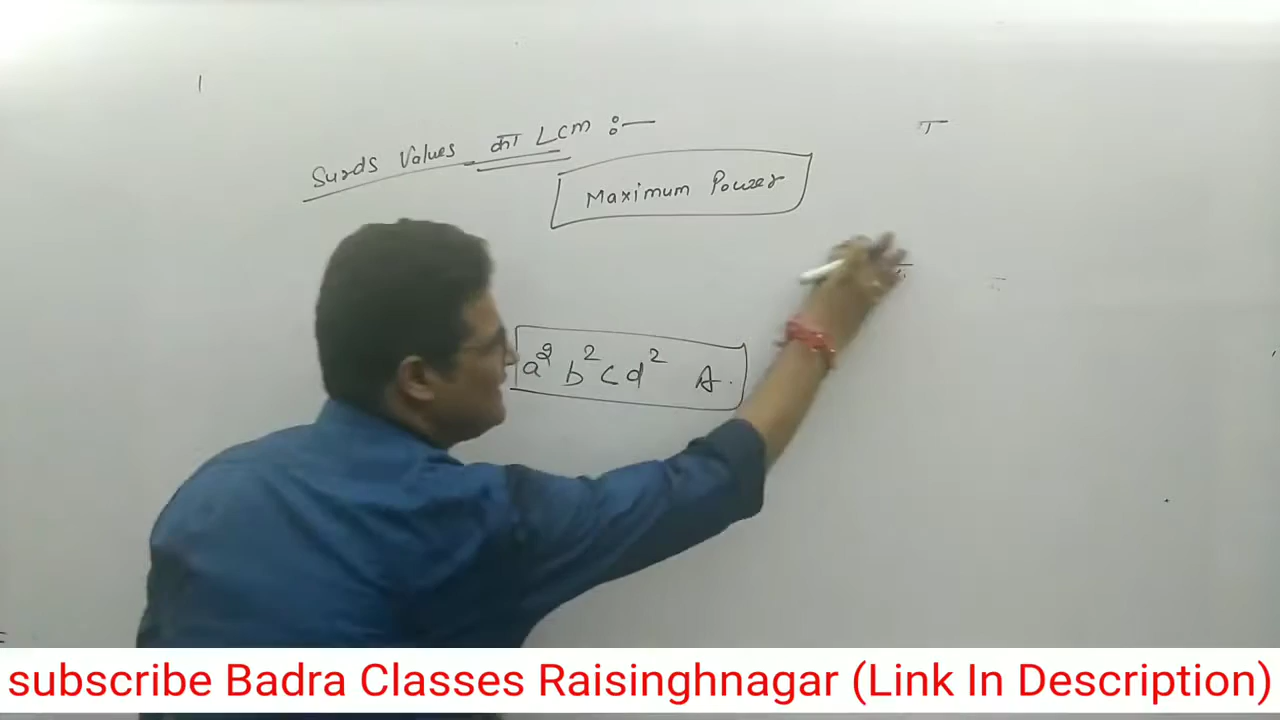 Surds Values का Lcm :—
Maximum Power
a² b² c d² A.
subscribe Badra Classes Raisinghnagar (Link In Description)